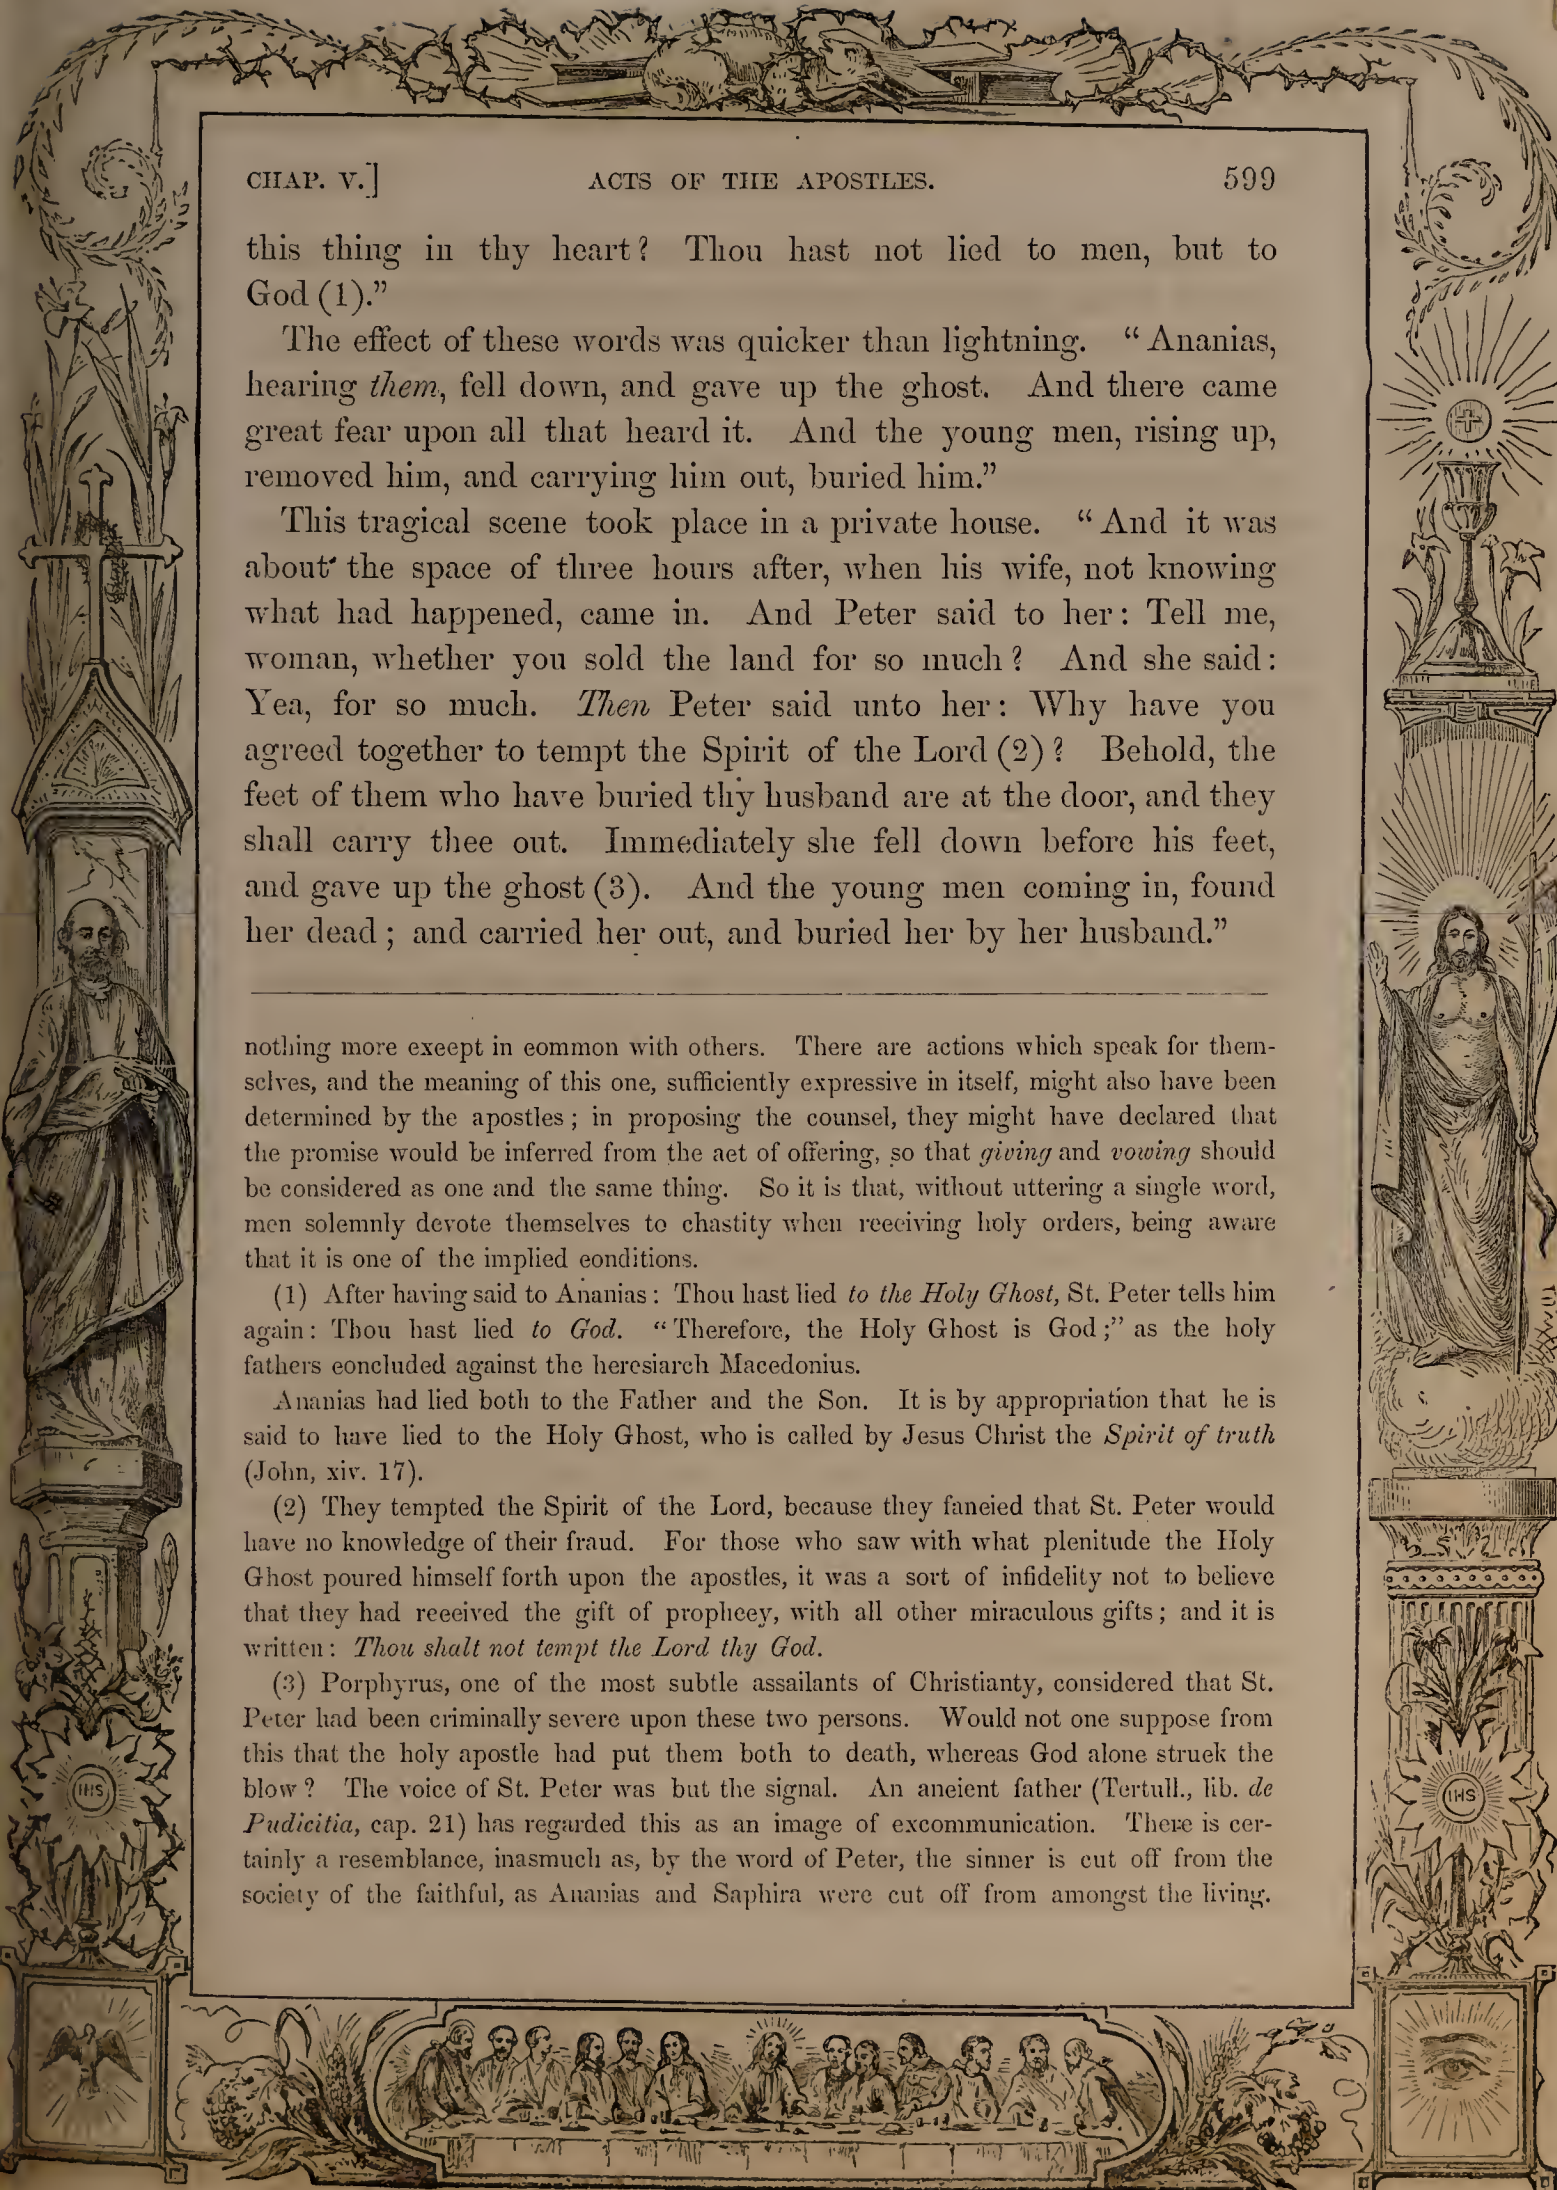 CHAP. V.] ACTS OF THE APOSTLES. 599
this thing in thy heart? Thou hast not lied to men, but to
God (1).”
The effect of these words was quicker than lightning. “Ananias,
hearing them, fell down, and gave up the ghost. And there came
great fear upon all that heard it. And the young men, rising up,
removed him, and carrying him out, buried him.”
This tragical scene took place in a private house. “And it was
about the space of three hours after, when his wife, not knowing
what had happened, came in. And Peter said to her: Tell me,
woman, whether you sold the land for so much? And she said:
Yea, for so much. Then Peter said unto her: Why have you
agreed together to tempt the Spirit of the Lord (2)? Behold, the
feet of them who have buried thy husband are at the door, and they
shall carry thee out. Immediately she fell down before his feet,
and gave up the ghost (3). And the young men coming in, found
her dead; and carried her out, and buried her by her husband.”
nothing more except in common with others. There are actions which speak for them-
selves, and the meaning of this one, sufficiently expressive in itself, might also have been
determined by the apostles; in proposing the counsel, they might have declared that
the promise would be inferred from the act of offering, so that giving and vowing should
be considered as one and the same thing. So it is that, without uttering a single word,
men solemnly devote themselves to chastity when receiving holy orders, being aware
that it is one of the implied conditions.
(1) After having said to Ananias: Thou hast lied to the Holy Ghost, St. Peter tells him
again: Thou hast lied to God. “Therefore, the Holy Ghost is God;” as the holy
fathers concluded against the heresiarch Macedonius.
Ananias had lied both to the Father and the Son. It is by appropriation that he is
said to have lied to the Holy Ghost, who is called by Jesus Christ the Spirit of truth
(John, xiv. 17).
(2) They tempted the Spirit of the Lord, because they fancied that St. Peter would
have no knowledge of their fraud. For those who saw with what plenitude the Holy
Ghost poured himself forth upon the apostles, it was a sort of infidelity not to believe
that they had received the gift of prophecy, with all other miraculous gifts; and it is
written: Thou shalt not tempt the Lord thy God.
(3) Porphyrus, one of the most subtle assailants of Christianty, considered that St.
Peter had been criminally severe upon these two persons. Would not one suppose from
this that the holy apostle had put them both to death, whereas God alone struck the
blow? The voice of St. Peter was but the signal. An ancient father (Tertull., lib. de
Pudicitia, cap. 21) has regarded this as an image of excommunication. There is cer-
tainly a resemblance, inasmuch as, by the word of Peter, the sinner is cut off from the
society of the faithful, as Ananias and Saphira were cut off from amongst the living.
IHS
IHS